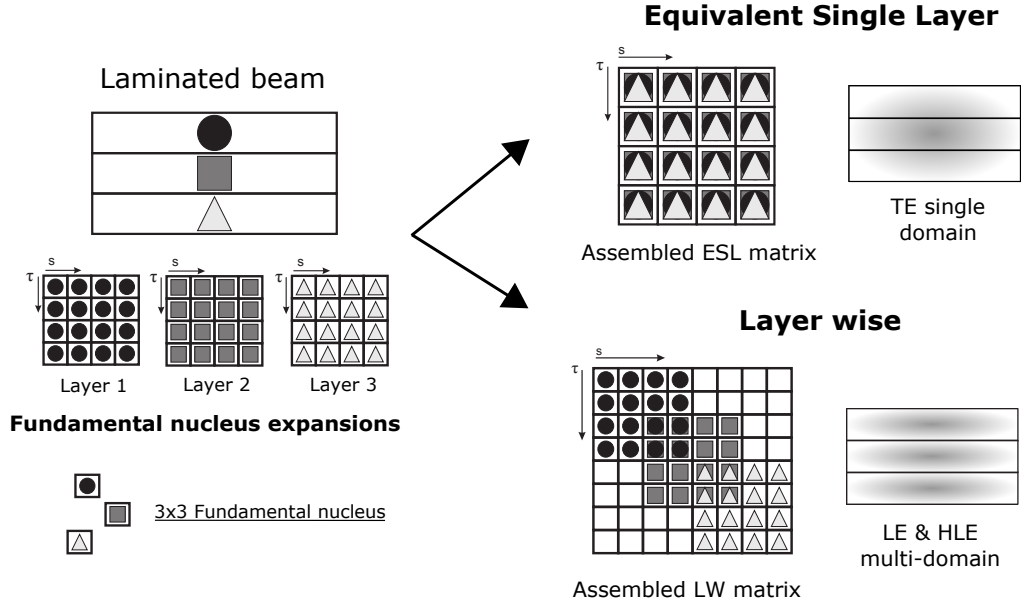 Laminated beam
s
τ
Layer 1
s
τ
Layer 2
s
τ
Layer 3
Fundamental nucleus expansions
3x3 Fundamental nucleus
Equivalent Single Layer
s
τ
Assembled ESL matrix
TE single
domain
Layer wise
s
τ
Assembled LW matrix
LE & HLE
multi-domain